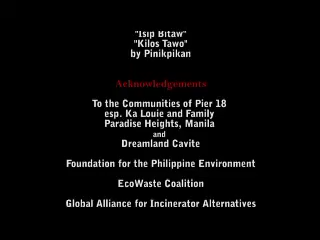 "Isip Bitaw"
"Kilos Tawo"
by Pinikpikan
Acknowledgements
To the Communities of Pier 18
esp. Ka Louie and Family
Paradise Heights, Manila
and
Dreamland Cavite
Foundation for the Philippine Environment
EcoWaste Coalition
Global Alliance for Incinerator Alternatives